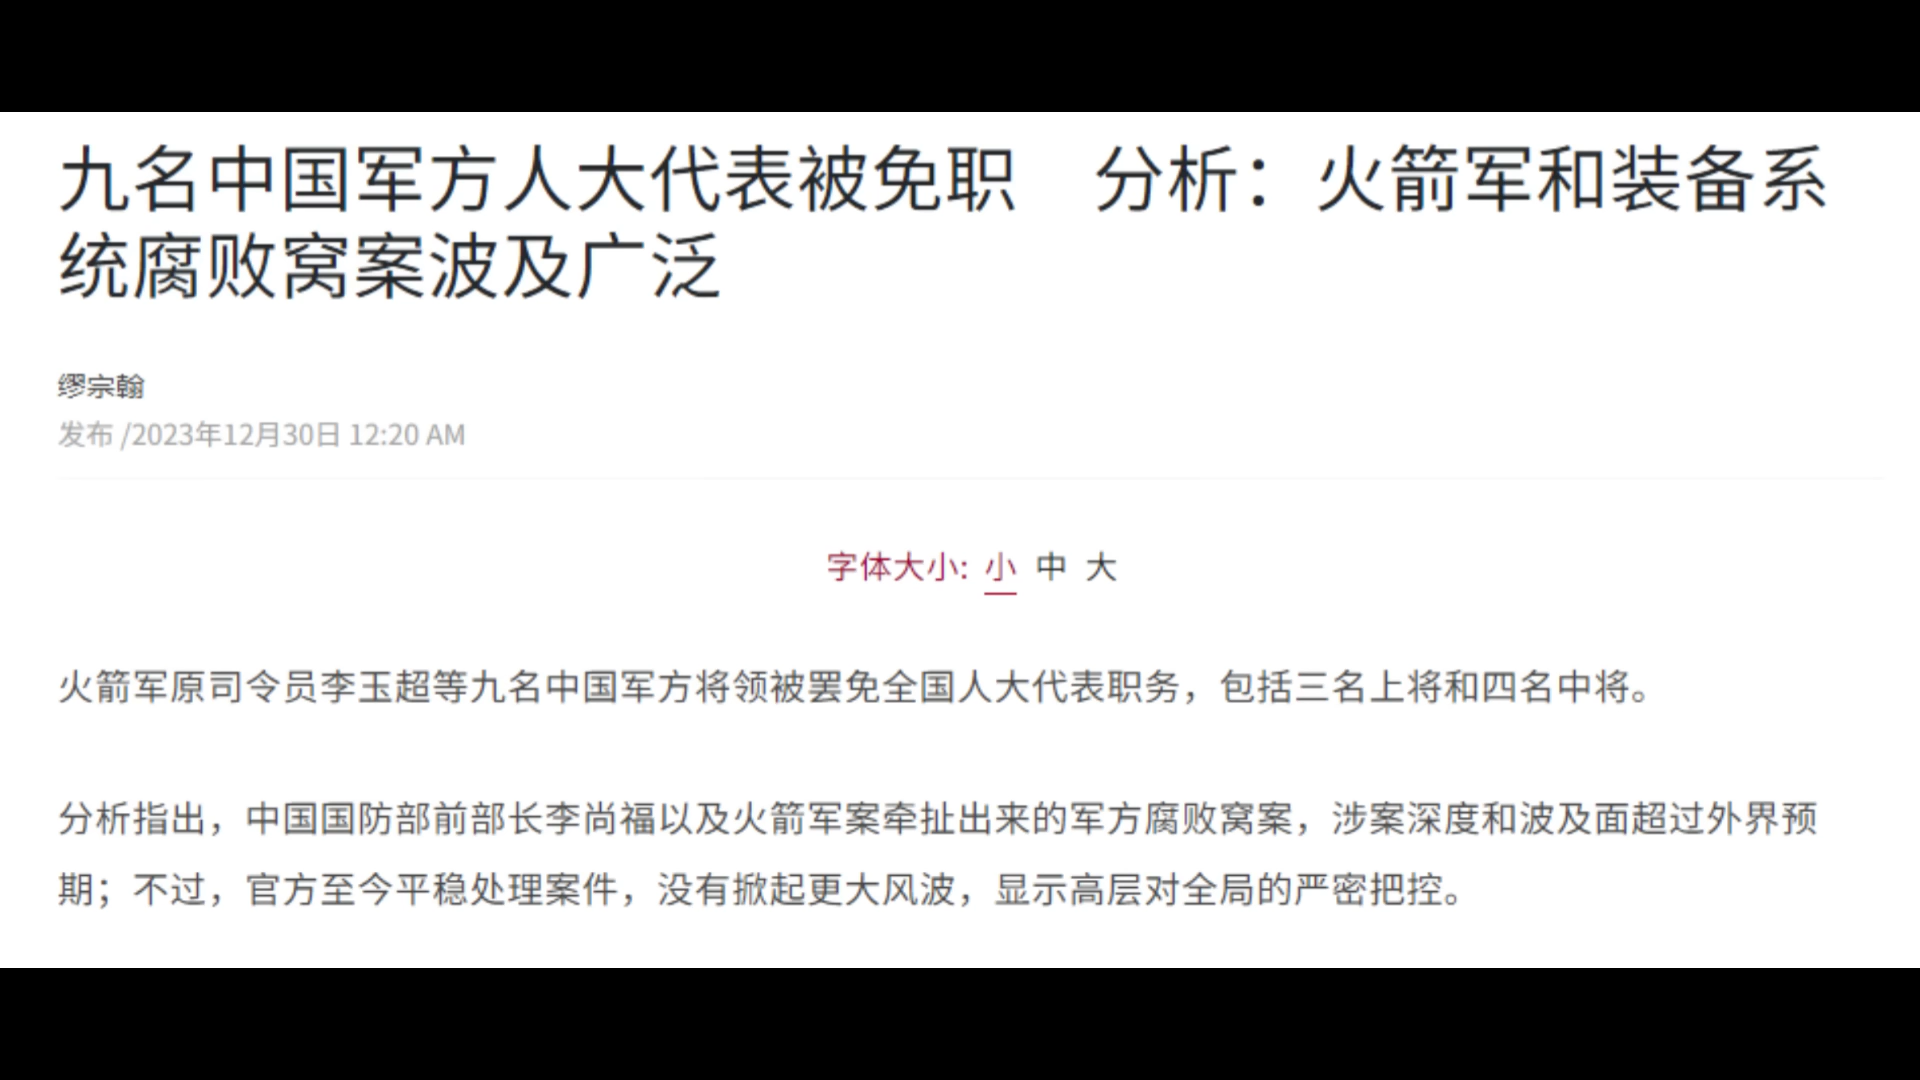 九名中国军方人大代表被免职　分析：火箭军和装备系
统腐败窝案波及广泛
缪宗翰
发布 /2023年12月30日 12:20 AM
字体大小: 小 中 大
火箭军原司令员李玉超等九名中国军方将领被罢免全国人大代表职务，包括三名上将和四名中将。
分析指出，中国国防部前部长李尚福以及火箭军案牵扯出来的军方腐败窝案，涉案深度和波及面超过外界预
期；不过，官方至今平稳处理案件，没有掀起更大风波，显示高层对全局的严密把控。